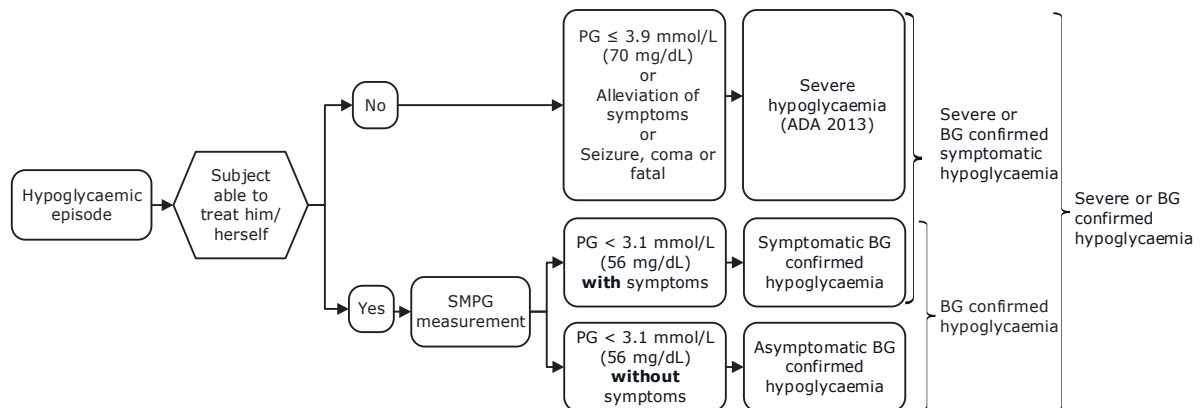 Hypoglycaemic
episode
Subject
able to
treat him/
herself
No
PG ≤ 3.9 mmol/L
(70 mg/dL)
or
Alleviation of
symptoms
or
Seizure, coma or
fatal
Severe
hypoglycaemia
(ADA 2013)
Yes
SMPG
measurement
PG < 3.1 mmol/L
(56 mg/dL)
with symptoms
Symptomatic BG
confirmed
hypoglycaemia
PG < 3.1 mmol/L
(56 mg/dL)
without
symptoms
Asymptomatic BG
confirmed
hypoglycaemia
Severe or
BG confirmed
symptomatic
hypoglycaemia
BG confirmed
hypoglycaemia
Severe or BG
confirmed
hypoglycaemia